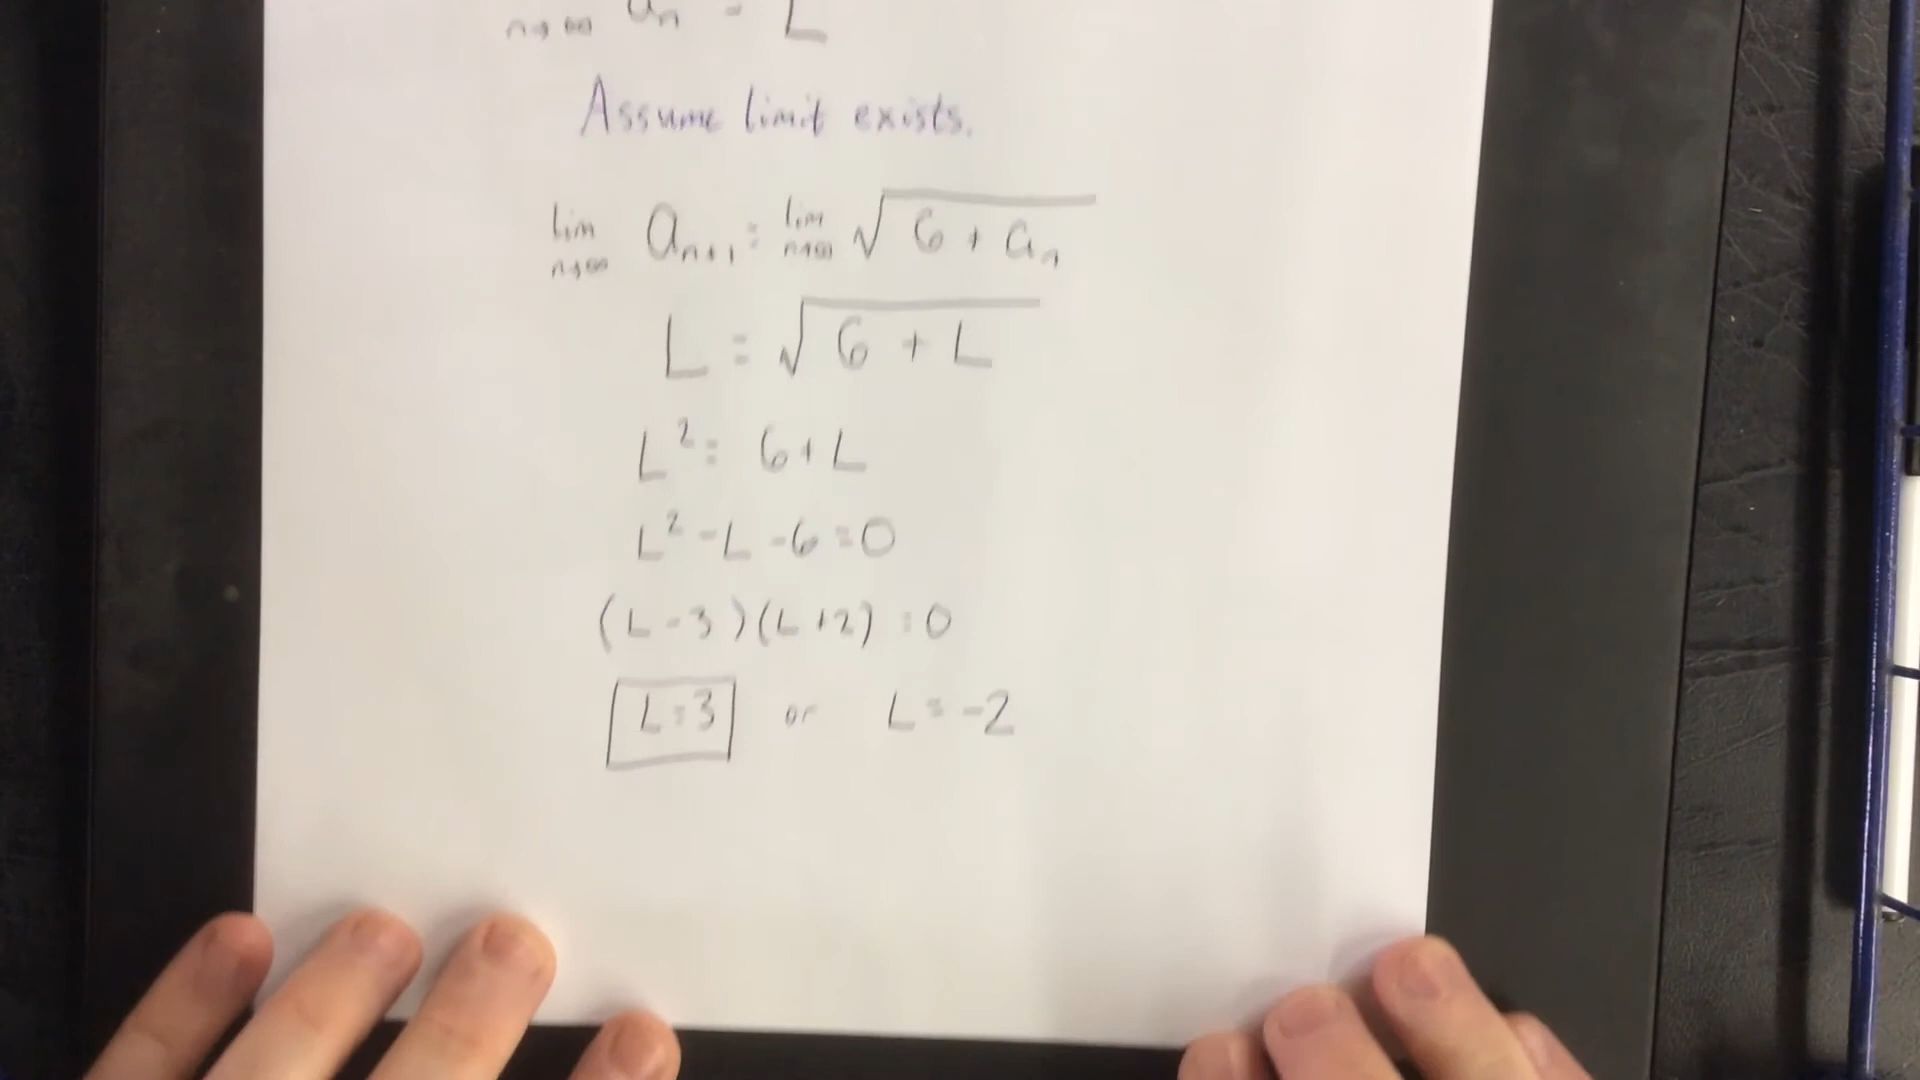 lim n→∞ aₙ = L
Assume limit exists.
lim n→∞ aₙ₊₁ = lim n→∞ √(6 + aₙ)
L = √(6 + L)
L² = 6 + L
L² - L - 6 = 0
(L - 3)(L + 2) = 0
L = 3 or L = -2